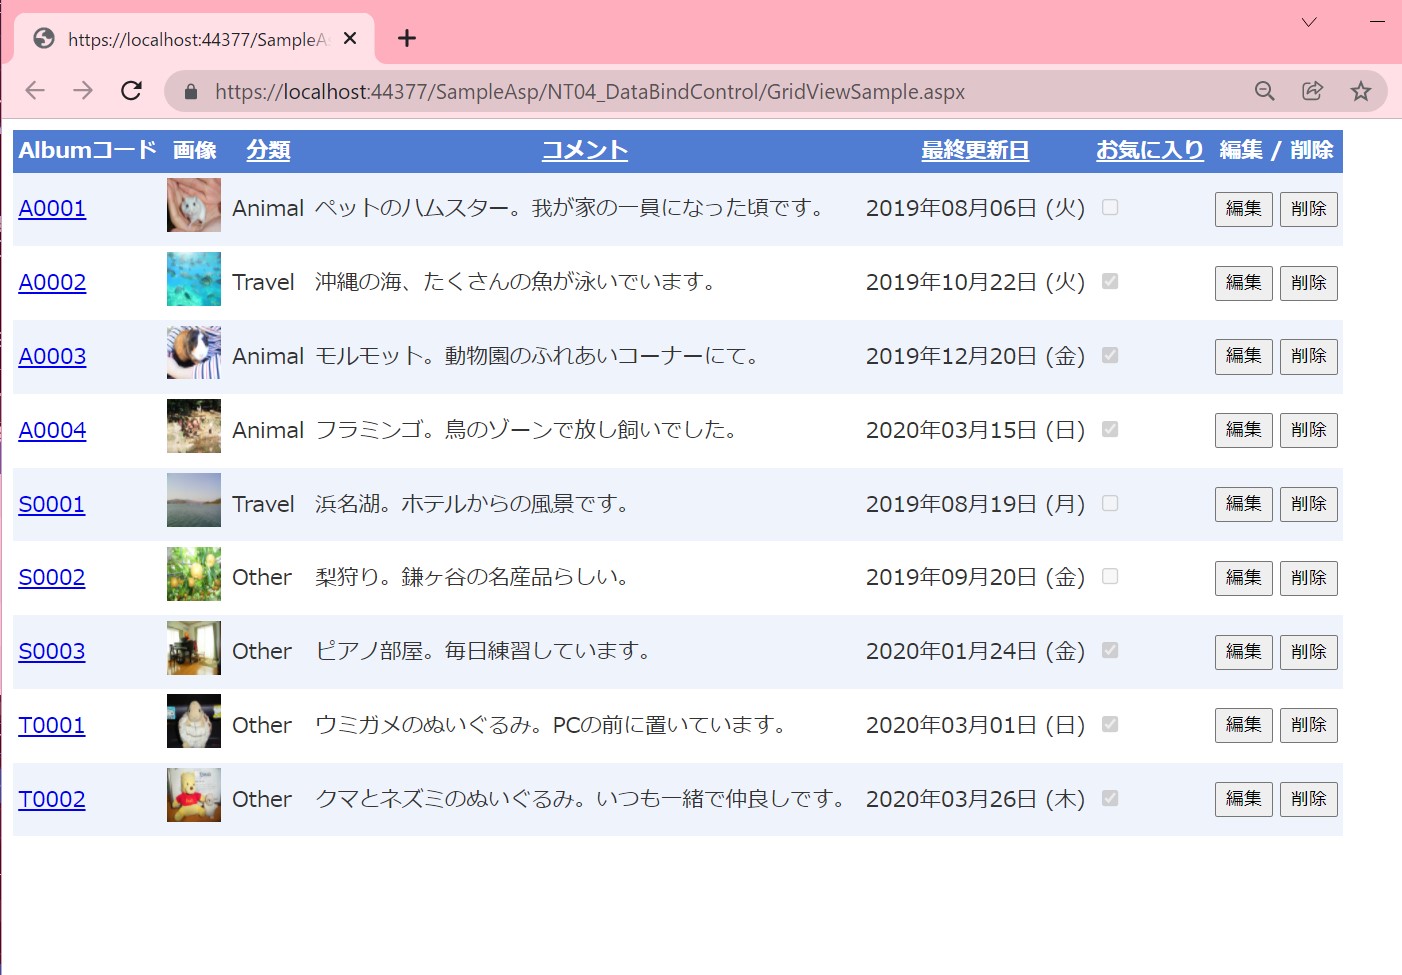 https://localhost:44377/SampleAs
https://localhost:44377/SampleAsp/NT04_DataBindControl/GridViewSample.aspx
Albumコード 画像 分類 コメント 最終更新日 お気に入り 編集 / 削除
A0001 Animal ペットのハムスター。我が家の一員になった頃です。 2019年08月06日 (火) 編集 削除
A0002 Travel 沖縄の海、たくさんの魚が泳いでいます。 2019年10月22日 (火) 編集 削除
A0003 Animal モルモット。動物園のふれあいコーナーにて。 2019年12月20日 (金) 編集 削除
A0004 Animal フラミンゴ。鳥のゾーンで放し飼いでした。 2020年03月15日 (日) 編集 削除
S0001 Travel 浜名湖。ホテルからの風景です。 2019年08月19日 (月) 編集 削除
S0002 Other 梨狩り。鎌ヶ谷の名産品らしい。 2019年09月20日 (金) 編集 削除
S0003 Other ピアノ部屋。毎日練習しています。 2020年01月24日 (金) 編集 削除
T0001 Other ウミガメのぬいぐるみ。PCの前に置いています。 2020年03月01日 (日) 編集 削除
T0002 Other クマとネズミのぬいぐるみ。いつも一緒で仲良しです。 2020年03月26日 (木) 編集 削除